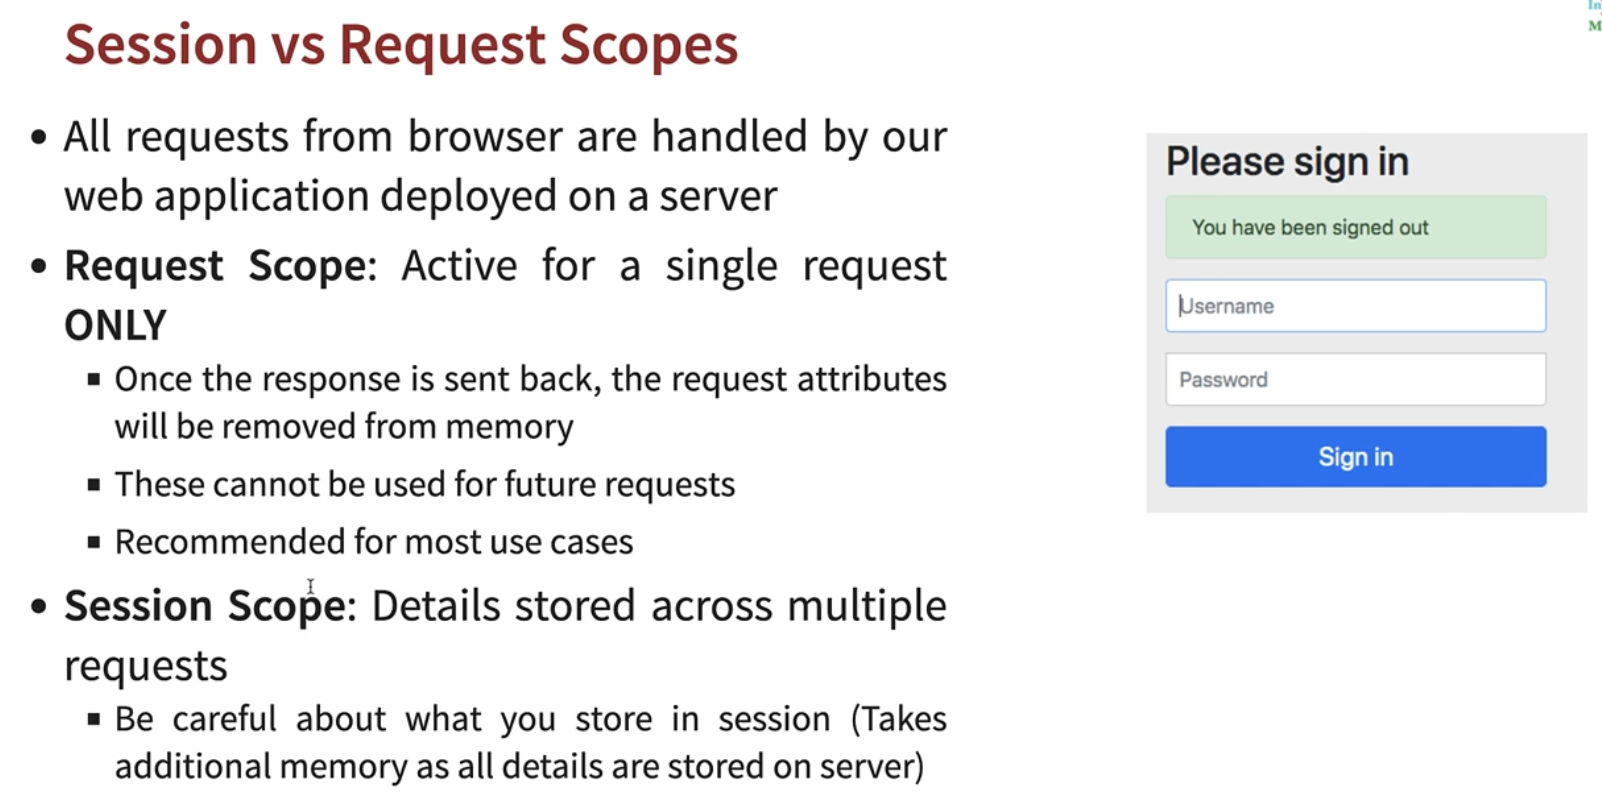 Session vs Request Scopes
• All requests from browser are handled by our
web application deployed on a server
• Request Scope: Active for a single request
ONLY
▪ Once the response is sent back, the request attributes
will be removed from memory
▪ These cannot be used for future requests
▪ Recommended for most use cases
• Session Scope: Details stored across multiple
requests
▪ Be careful about what you store in session (Takes
additional memory as all details are stored on server)
Please sign in
You have been signed out
Username
Password
Sign in